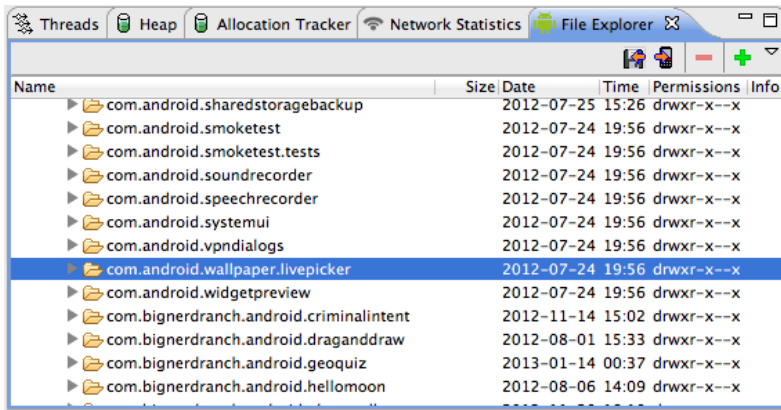 Threads Heap Allocation Tracker Network Statistics File Explorer
Name Size Date Time Permissions Info
com.android.sharedstoragebackup 2012-07-25 15:26 drwxr-x--x
com.android.smoketest 2012-07-24 19:56 drwxr-x--x
com.android.smoketest.tests 2012-07-24 19:56 drwxr-x--x
com.android.soundrecorder 2012-07-24 19:56 drwxr-x--x
com.android.speechrecorder 2012-07-24 19:56 drwxr-x--x
com.android.systemui 2012-07-24 19:56 drwxr-x--x
com.android.vpndialogs 2012-07-24 19:56 drwxr-x--x
com.android.wallpaper.livepicker 2012-07-24 19:56 drwxr-x--x
com.android.widgetpreview 2012-07-24 19:56 drwxr-x--x
com.bignerdranch.android.criminalintent 2012-11-14 15:02 drwxr-x--x
com.bignerdranch.android.draganddraw 2012-08-01 15:33 drwxr-x--x
com.bignerdranch.android.geoquiz 2013-01-14 00:37 drwxr-x--x
com.bignerdranch.android.hellomoon 2012-08-06 14:09 drwxr-x--x